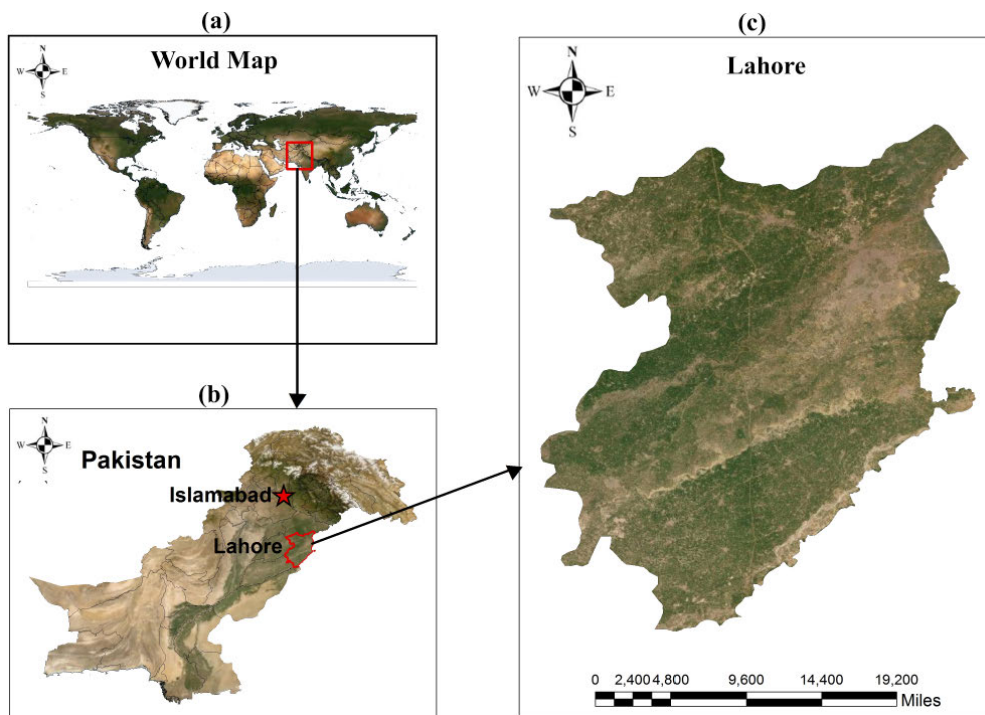 (a)
World Map
N
W E
S
(b)
N
W E
S
Pakistan
Islamabad
Lahore
(c)
Lahore
N
W E
S
0 2,400 4,800 9,600 14,400 19,200
Miles